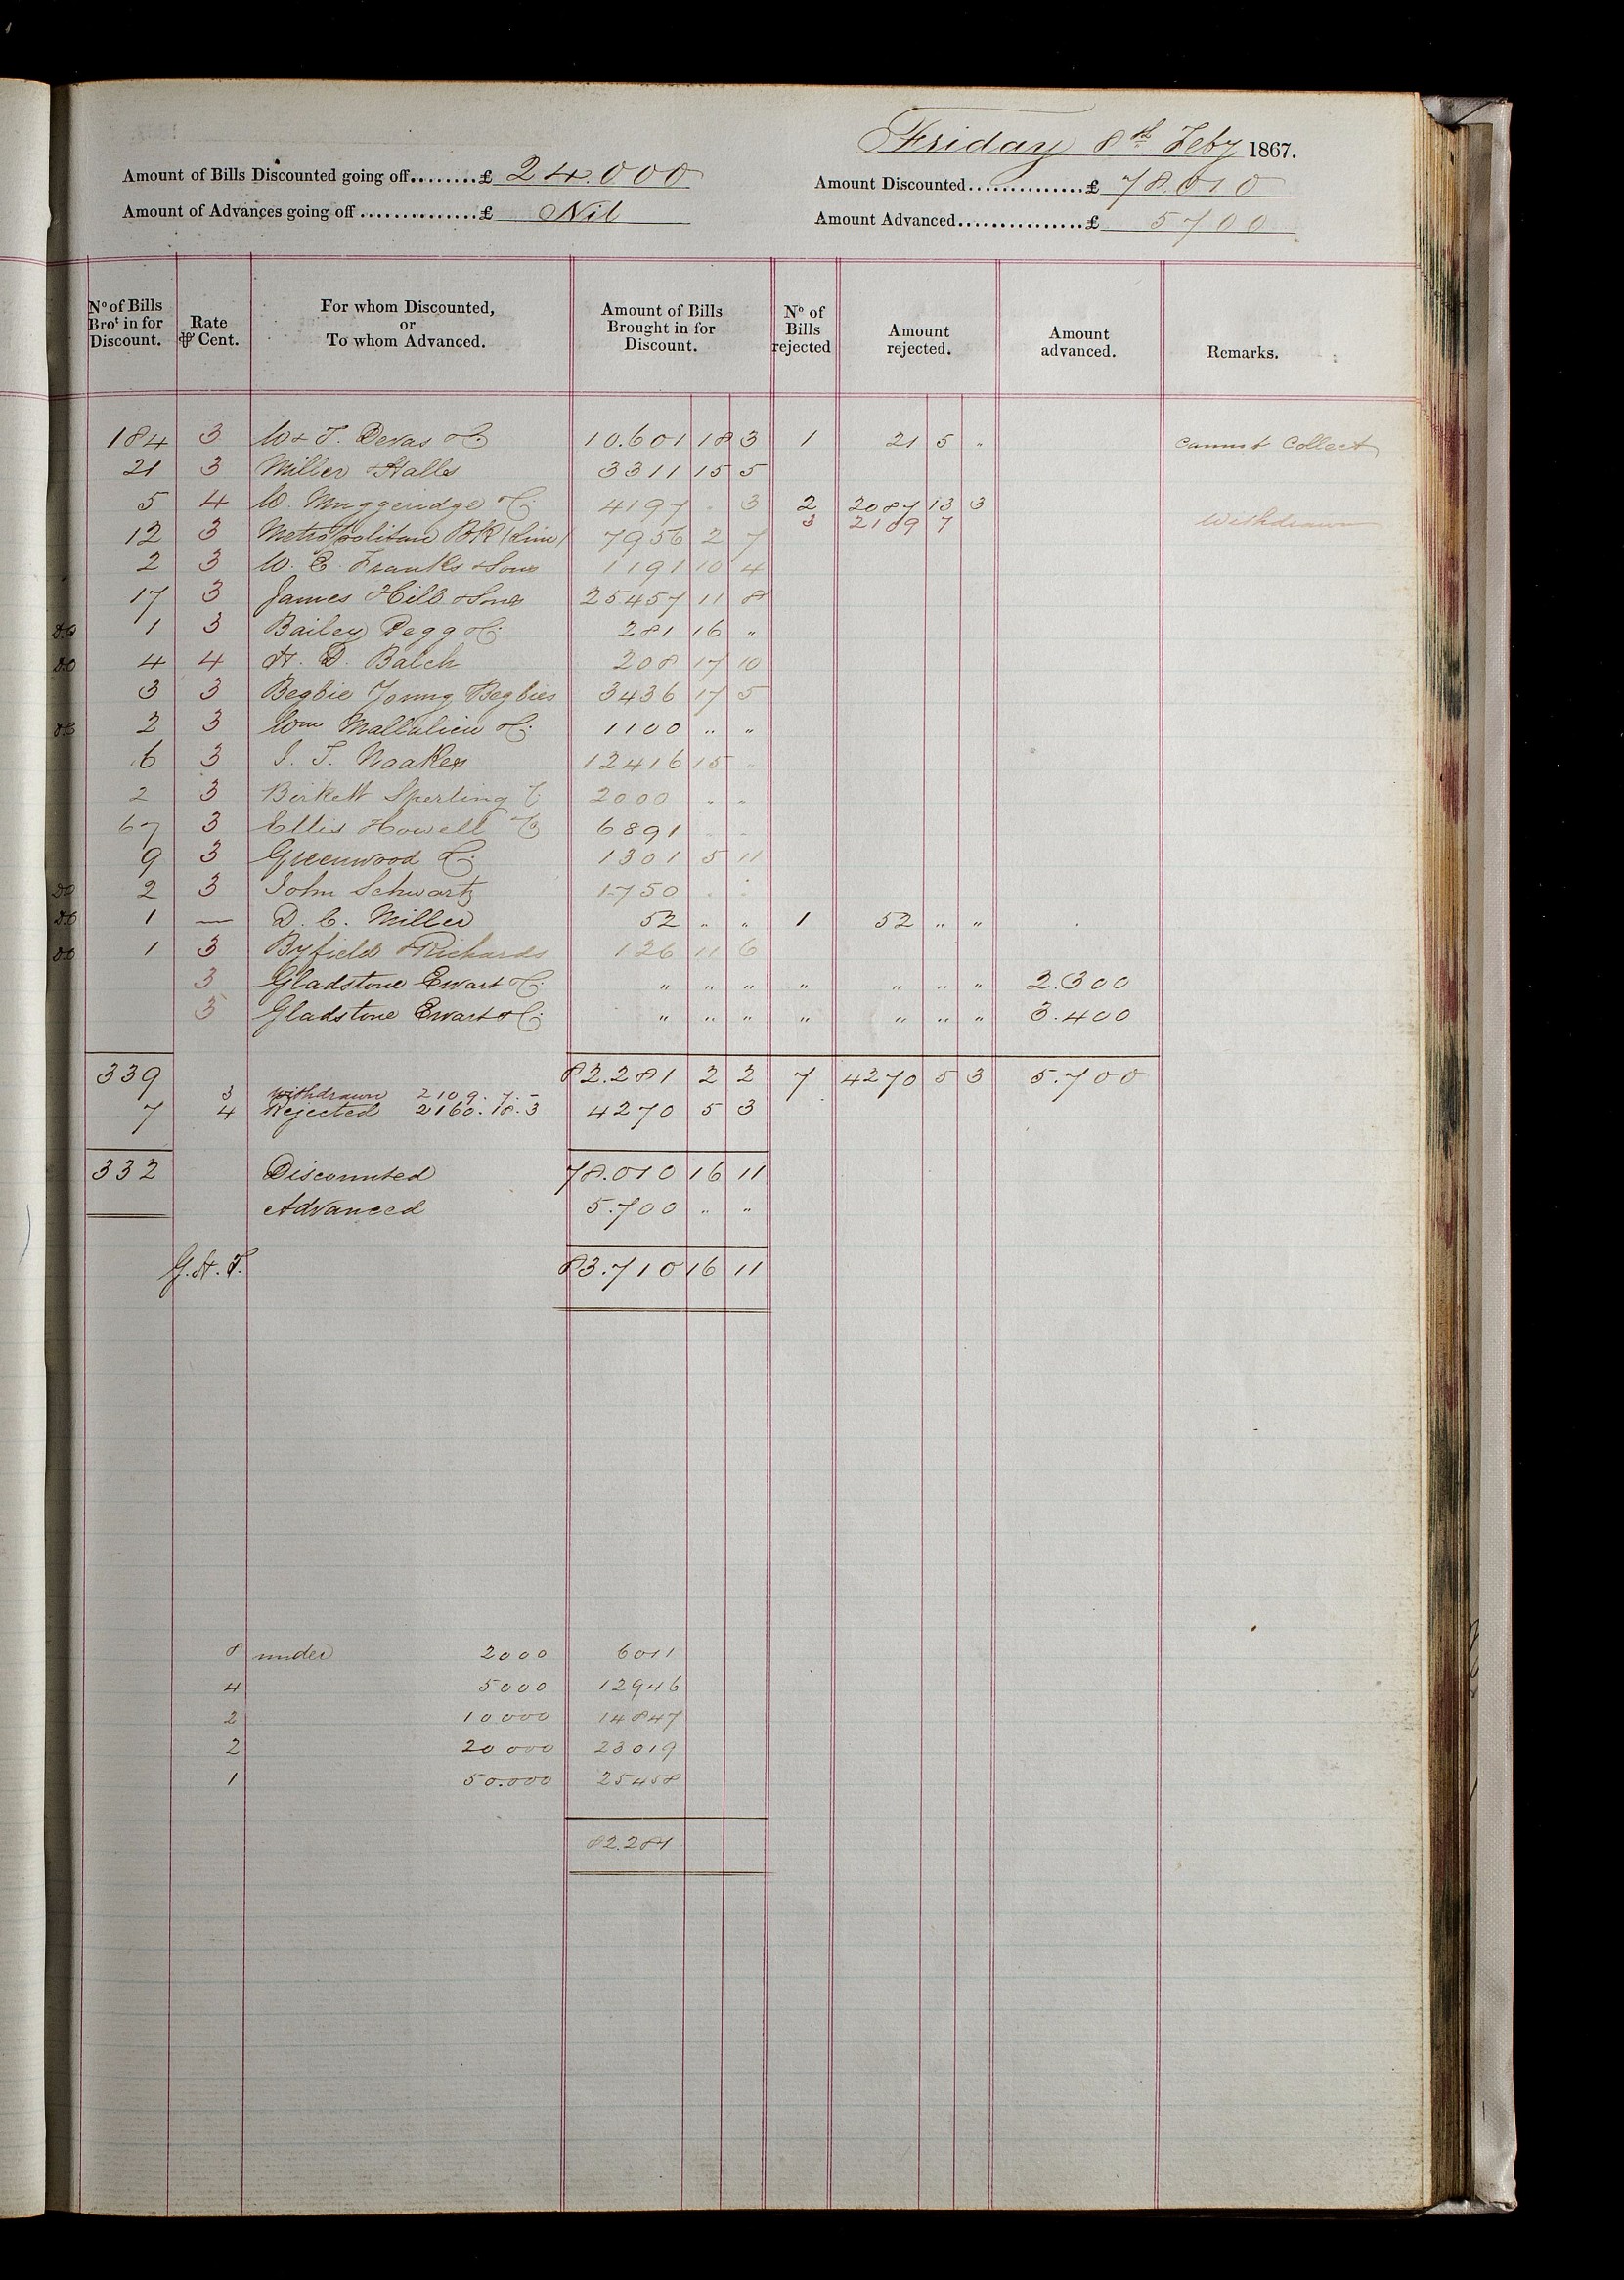 Friday 8th Feby 1867.
Amount of Bills Discounted going off........£ 24.000
Amount Discounted..............£ 78.010
Amount of Advances going off..............£ Nil
Amount Advanced...............£ 5700
No of Bills Brot in for Discount. Rate ⅌ Cent. For whom Discounted, or To whom Advanced. Amount of Bills Brought in for Discount. No of Bills rejected Amount rejected. Amount advanced. Remarks.
184 3 W & T. Devas & Co 10.601 18 3 1 21 5 „ Cannot Collect
21 3 Miller & Halls 3311 15 5
5 4 W. Muggeridge & Co 4197 . 3 2 2087 13 3
3 2109 7 Withdrawn
12 3 Metropolitan BK (Lim) 7956 2 7
2 3 W. C. Franks & Sons 1191 10 4
17 3 James Hill & Sons 25457 11 8
DO 1 3 Bailey Pegg & Co. 281 16 „
DO 4 4 H. D. Balch 208 17 10
3 3 Begbie Young Begbies 3436 17 5
DO 2 3 Wm Mallalieu & Co. 1100 „ „
6 3 J. T. Noakes 12416 15 „
2 3 Birkett Sperling & Co 2000 „ „
67 3 Ellis Howell & Co 6891 „ „
9 3 Greenwood & Co. 1301 5 11
DO 2 3 John Schwartz 1750 . .
DO 1 — D. C. Miller 52 „ „ 1 52 „ „
DO 1 3 Byfield & Richards 126 11 6
3 Gladstone Ewart & Co. „ „ „ „ „ „ „ 2.300
3 Gladstone Ewart & Co. „ „ „ „ „ „ „ 3.400
339 82.281 2 2 7 4270 5 3 5.700
3 Withdrawn 2109. 7. -
7 4 Rejected 2160. 18. 3 4270 5 3
332 Discounted 78.010 16 11
Advanced 5.700 „ „
G.H.T. 83.710 16 11
8 under 2000 6011
4 5000 12946
2 10000 14847
2 20000 23019
1 50.000 25458
82.281